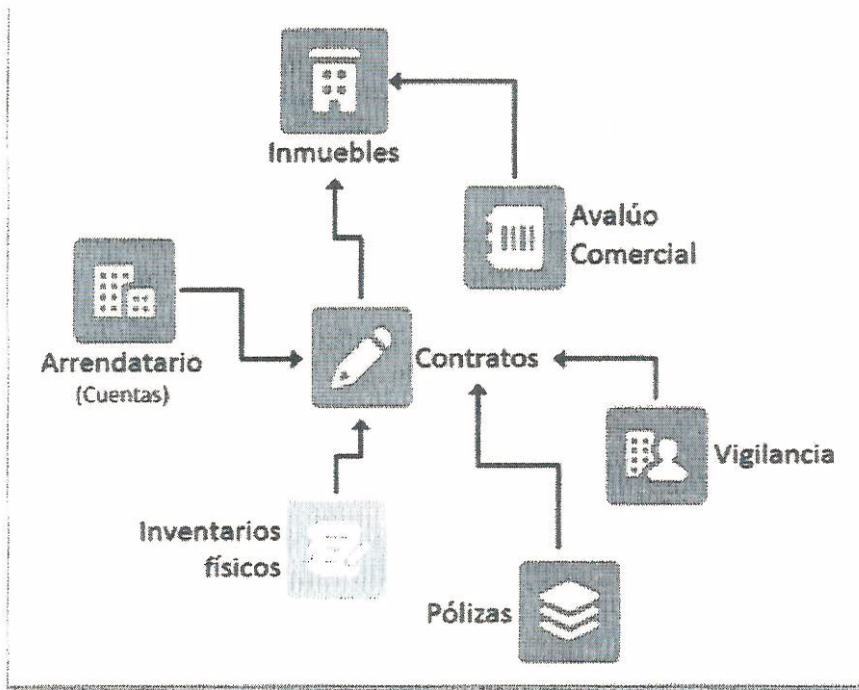 Inmuebles
Avalúo
Comercial
Arrendatario
(Cuentas)
Contratos
Vigilancia
Inventarios
físicos
Pólizas